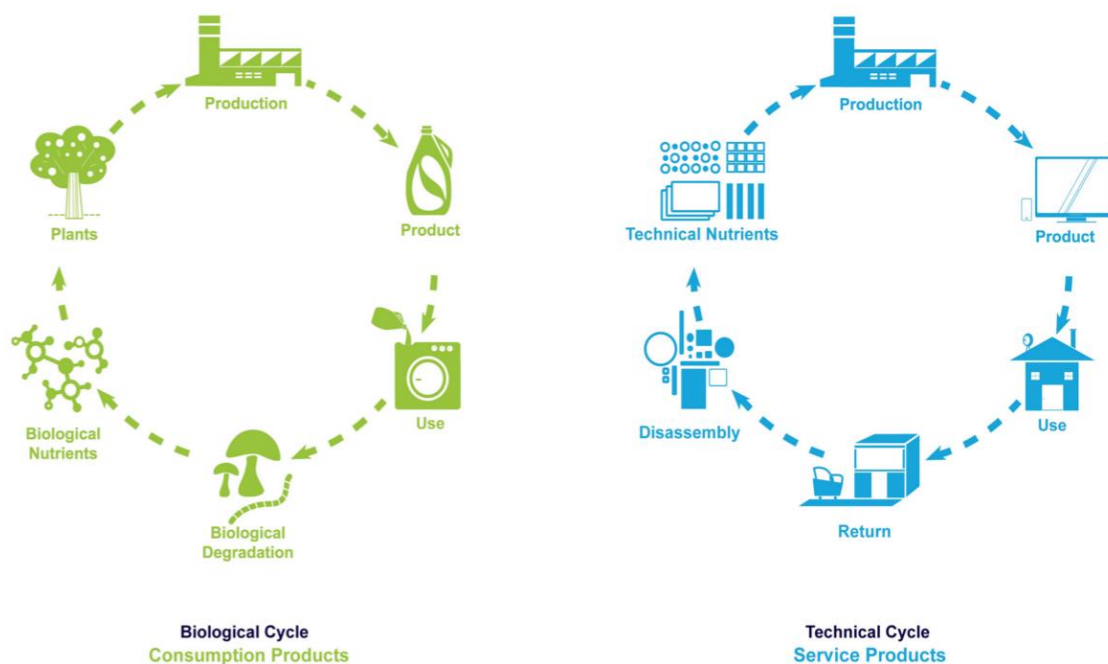 Production
Plants
Product
Biological
Nutrients
Use
Biological
Degradation
Biological Cycle
Consumption Products
Production
Technical Nutrients
Product
Disassembly
Use
Return
Technical Cycle
Service Products